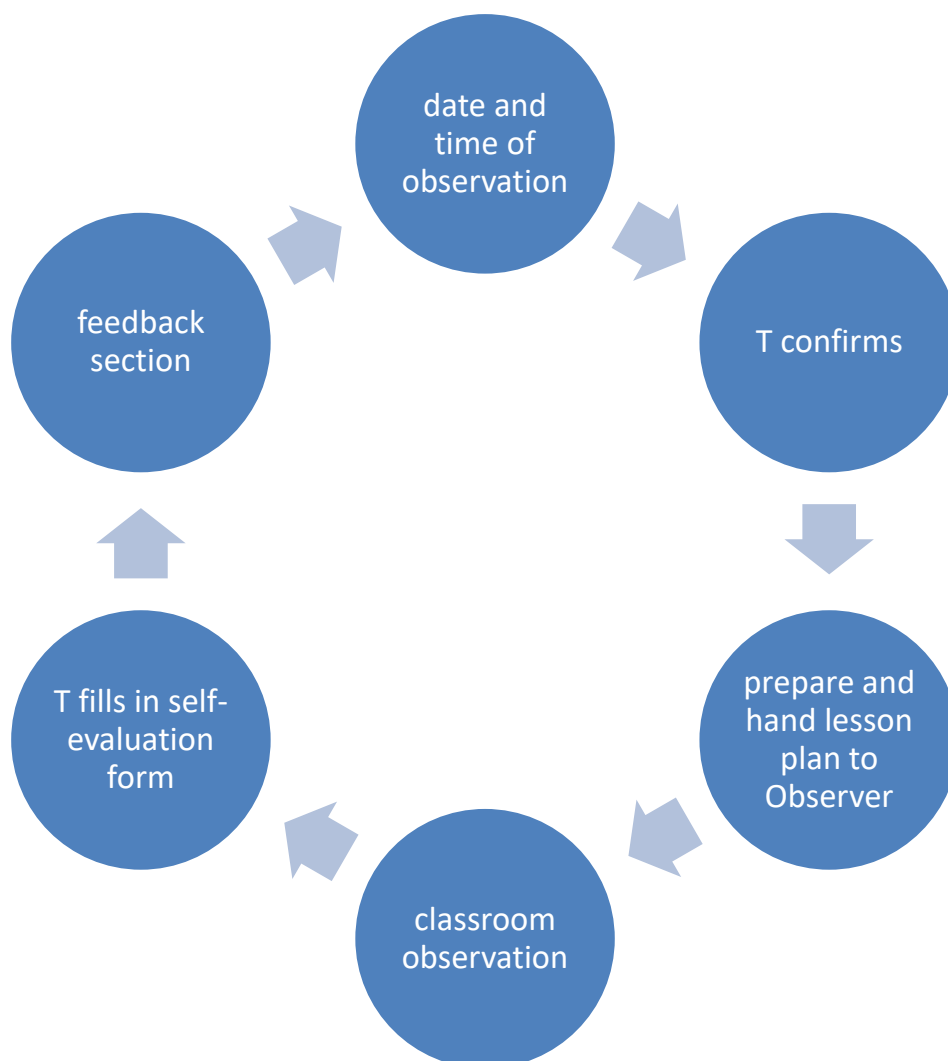 date and
time of
observation
T confirms
prepare and
hand lesson
plan to
Observer
classroom
observation
T fills in self-
evaluation
form
feedback
section